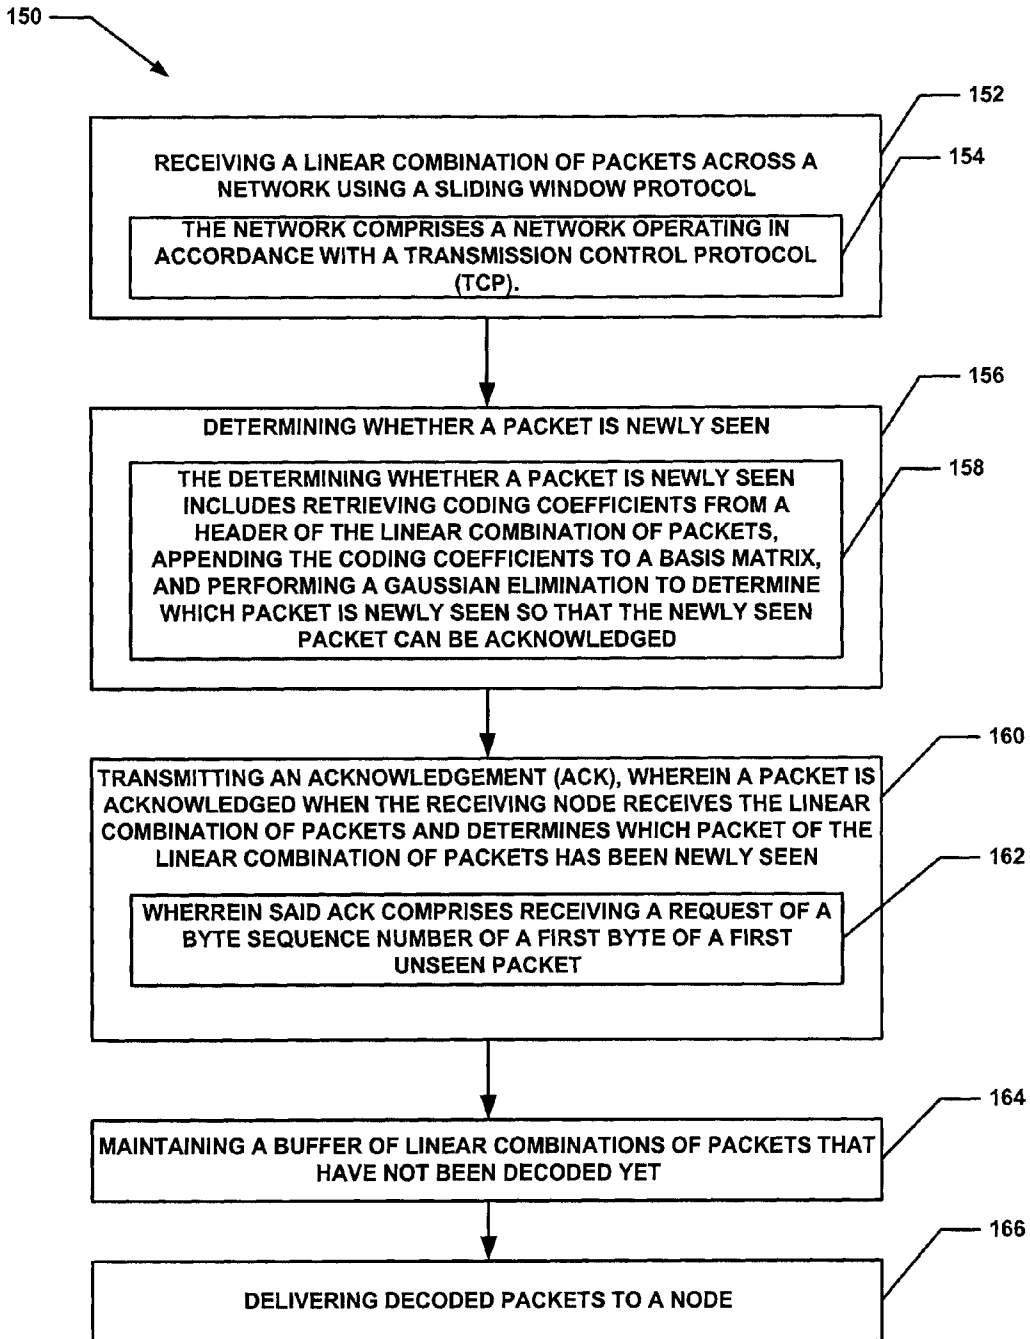 150
152
RECEIVING A LINEAR COMBINATION OF PACKETS ACROSS A
NETWORK USING A SLIDING WINDOW PROTOCOL
154
THE NETWORK COMPRISES A NETWORK OPERATING IN
ACCORDANCE WITH A TRANSMISSION CONTROL PROTOCOL
(TCP).
156
DETERMINING WHETHER A PACKET IS NEWLY SEEN
158
THE DETERMINING WHETHER A PACKET IS NEWLY SEEN
INCLUDES RETRIEVING CODING COEFFICIENTS FROM A
HEADER OF THE LINEAR COMBINATION OF PACKETS,
APPENDING THE CODING COEFFICIENTS TO A BASIS MATRIX,
AND PERFORMING A GAUSSIAN ELIMINATION TO DETERMINE
WHICH PACKET IS NEWLY SEEN SO THAT THE NEWLY SEEN
PACKET CAN BE ACKNOWLEDGED
160
TRANSMITTING AN ACKNOWLEDGEMENT (ACK), WHEREIN A PACKET IS
ACKNOWLEDGED WHEN THE RECEIVING NODE RECEIVES THE LINEAR
COMBINATION OF PACKETS AND DETERMINES WHICH PACKET OF THE
LINEAR COMBINATION OF PACKETS HAS BEEN NEWLY SEEN
162
WHERREIN SAID ACK COMPRISES RECEIVING A REQUEST OF A
BYTE SEQUENCE NUMBER OF A FIRST BYTE OF A FIRST
UNSEEN PACKET
164
MAINTAINING A BUFFER OF LINEAR COMBINATIONS OF PACKETS THAT
HAVE NOT BEEN DECODED YET
166
DELIVERING DECODED PACKETS TO A NODE